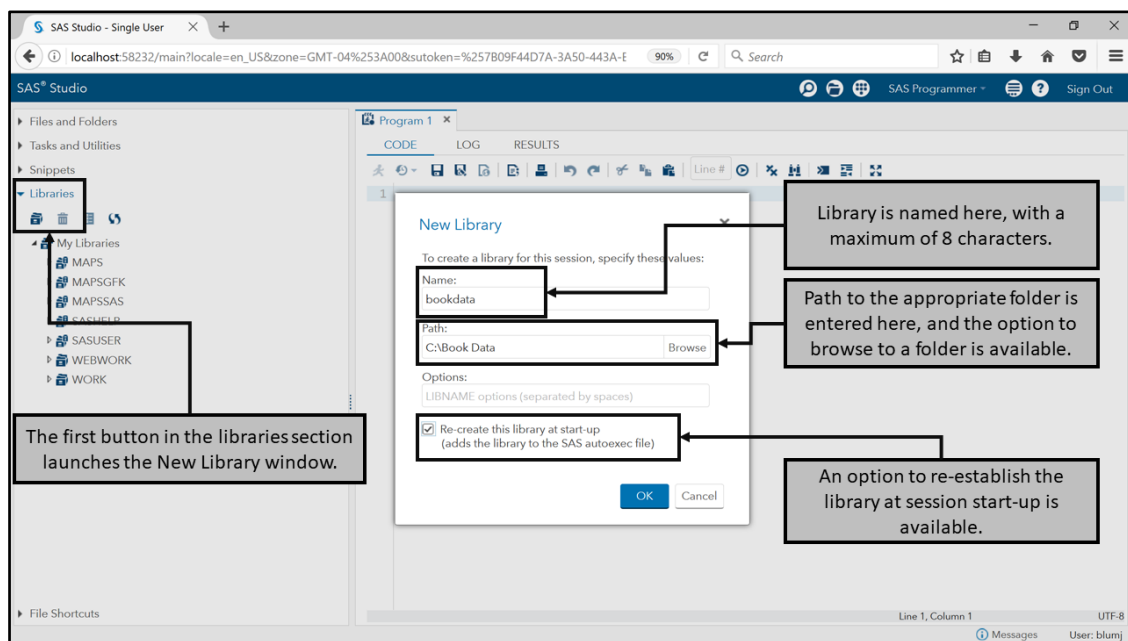 SAS Studio - Single User
localhost:58232/main?locale=en_US&zone=GMT-04%253A00&sutoken=%257B09F44D7A-3A50-443A-E
90%
Search
SAS® Studio
SAS Programmer
Sign Out
Files and Folders
Tasks and Utilities
Snippets
Libraries
My Libraries
MAPS
MAPSGFK
MAPSSAS
SASHELP
SASUSER
WEBWORK
WORK
The first button in the libraries section
launches the New Library window.
File Shortcuts
Program 1
CODE LOG RESULTS
Line #
1
New Library
To create a library for this session, specify these values:
Name:
bookdata
Path:
C:\Book Data
Browse
Options:
LIBNAME options (separated by spaces)
Re-create this library at start-up
(adds the library to the SAS autoexec file)
OK
Cancel
Library is named here, with a
maximum of 8 characters.
Path to the appropriate folder is
entered here, and the option to
browse to a folder is available.
An option to re-establish the
library at session start-up is
available.
Line 1, Column 1
UTF-8
Messages
User: blumj